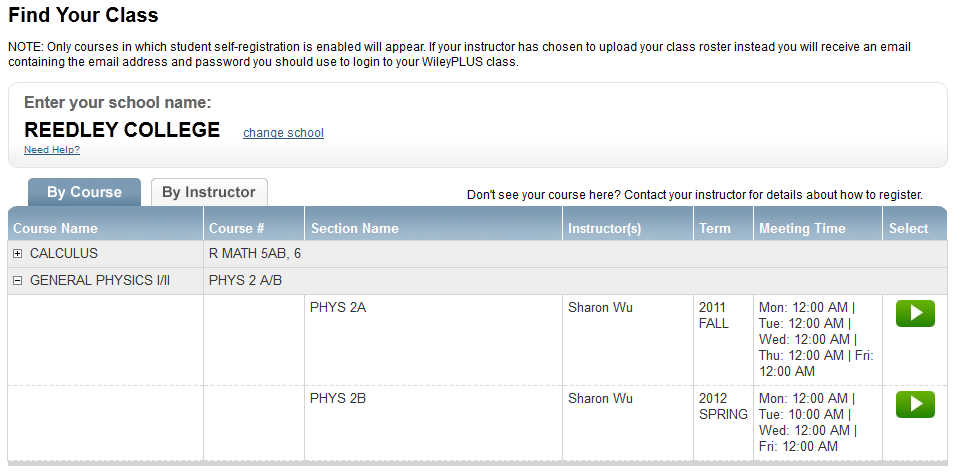 Find Your Class
NOTE: Only courses in which student self-registration is enabled will appear. If your instructor has chosen to upload your class roster instead you will receive an email
containing the email address and password you should use to login to your WileyPLUS class.
Enter your school name:
REEDLEY COLLEGE change school
Need Help?
By Course By Instructor Don't see your course here? Contact your instructor for details about how to register.
Course Name Course # Section Name Instructor(s) Term Meeting Time Select
CALCULUS R MATH 5AB, 6
GENERAL PHYSICS I/II PHYS 2 A/B
PHYS 2A Sharon Wu 2011 Mon: 12:00 AM |
FALL Tue: 12:00 AM |
Wed: 12:00 AM |
Thu: 12:00 AM | Fri:
12:00 AM
PHYS 2B Sharon Wu 2012 Mon: 12:00 AM |
SPRING Tue: 10:00 AM |
Wed: 12:00 AM |
Fri: 12:00 AM